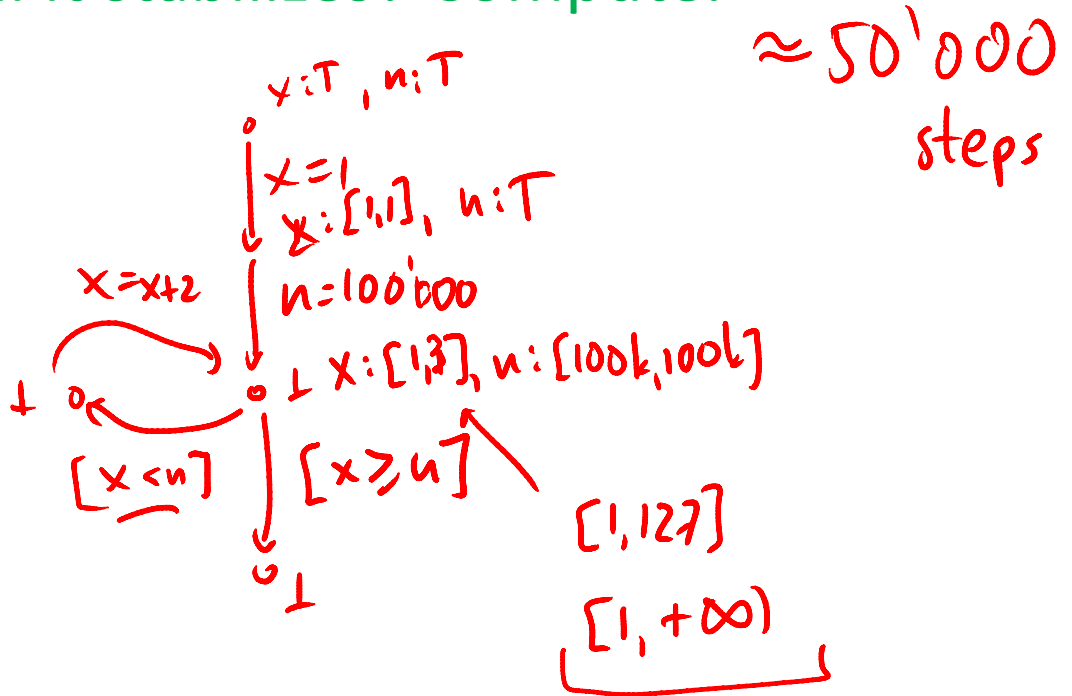 ≈ 50'000
steps
x:T, n:T
x=1
x:[1,1], n:T
x=x+2
n=100'000
⊥ x:[1,3], n:[100k,100k]
⊥
[x<n]
[x≥n]
[1,127]
⊥
[1,+∞)